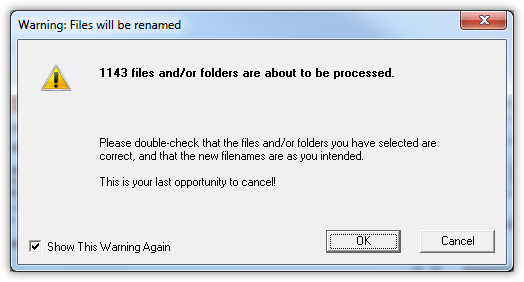 Warning: Files will be renamed
1143 files and/or folders are about to be processed.
Please double-check that the files and/or folders you have selected are
correct, and that the new filenames are as you intended.
This is your last opportunity to cancel!
Show This Warning Again
OK
Cancel